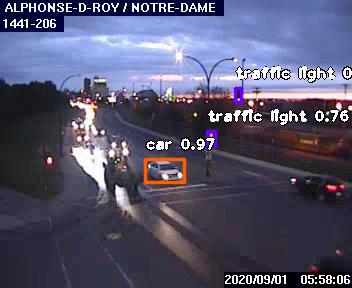 ALPHONSE-D-ROY / NOTRE-DAME
1441-206
traffic light 0
traffic light 0.76
car 0.97
2020/09/01 05:58:06